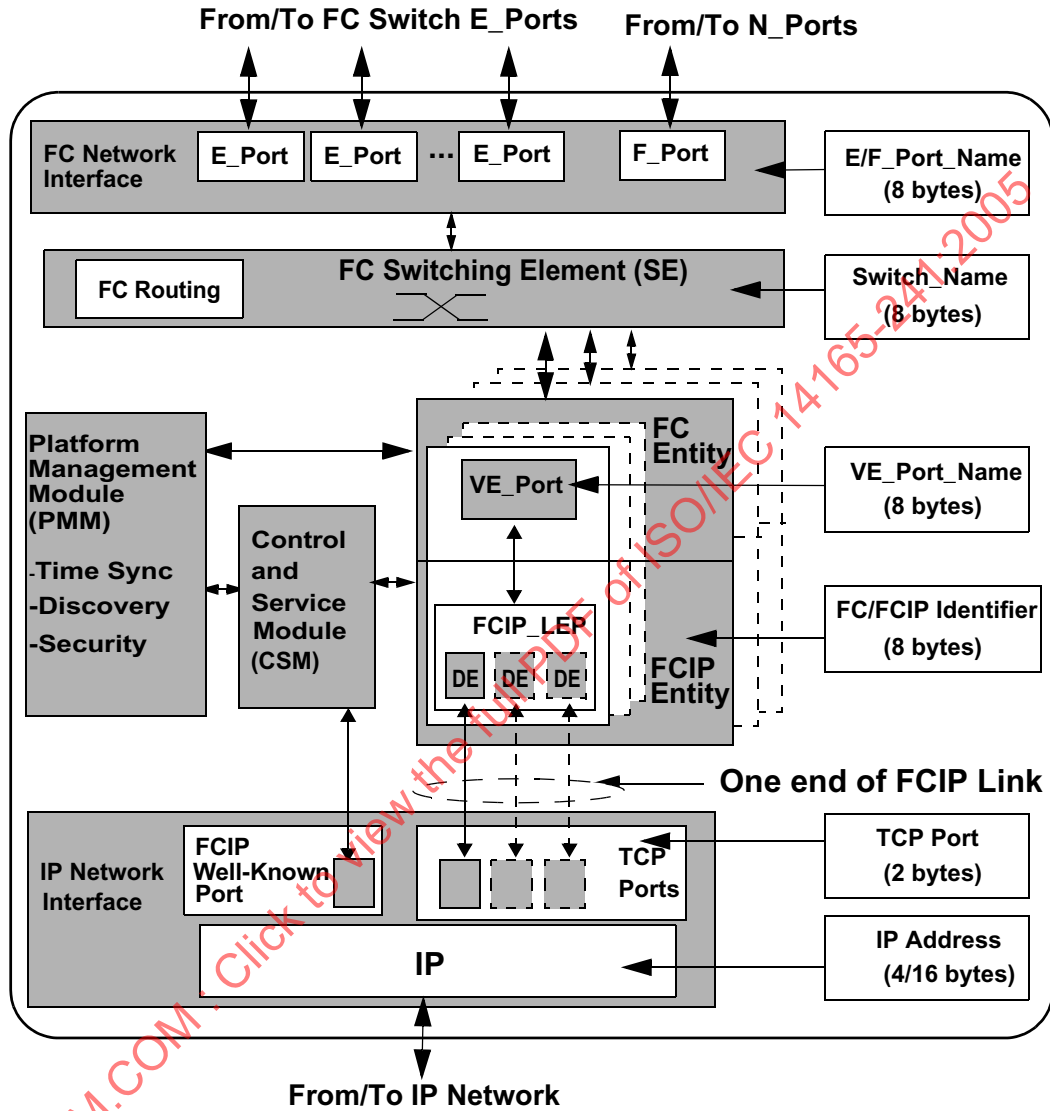 From/To FC Switch E_Ports
From/To N_Ports
FC Network
Interface
E_Port
E_Port
...
E_Port
F_Port
E/F_Port_Name
(8 bytes)
FC Routing
FC Switching Element (SE)
Switch_Name
(8 bytes)
Platform
Management
Module
(PMM)
-Time Sync
-Discovery
-Security
Control
and
Service
Module
(CSM)
FC
Entity
VE_Port
VE_Port_Name
(8 bytes)
FCIP_LEP
DE
DE
DE
FCIP
Entity
FC/FCIP Identifier
(8 bytes)
One end of FCIP Link
IP Network
Interface
FCIP
Well-Known
Port
TCP
Ports
TCP Port
(2 bytes)
IP
IP Address
(4/16 bytes)
From/To IP Network
M.COM : Click to view the full PDF of ISO/IEC 14165-241:2005